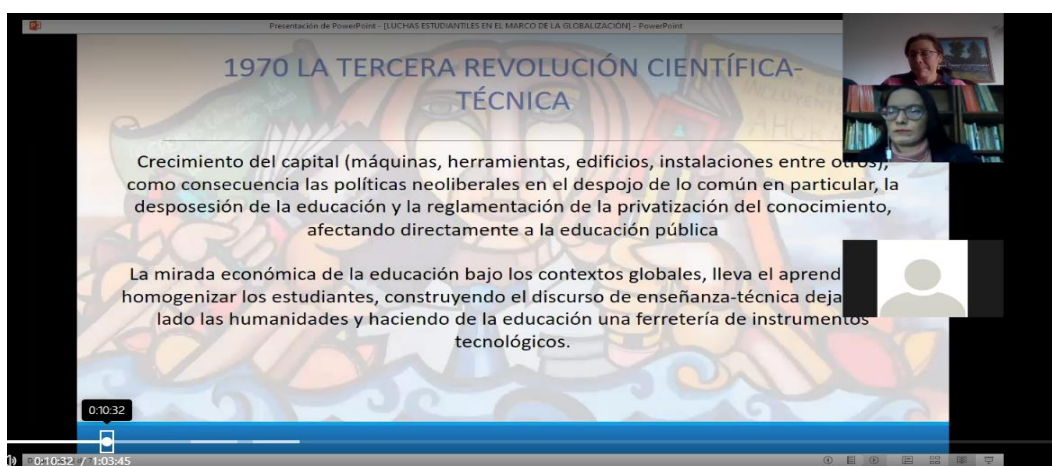 Presentación de PowerPoint - [LUCHAS ESTUDIANTILES EN EL MARCO DE LA GLOBALIZACIÓN] - PowerPoint
1970 LA TERCERA REVOLUCIÓN CIENTÍFICA-
TÉCNICA
Crecimiento del capital (máquinas, herramientas, edificios, instalaciones entre otros),
como consecuencia las políticas neoliberales en el despojo de lo común en particular, la
desposesión de la educación y la reglamentación de la privatización del conocimiento,
afectando directamente a la educación pública
La mirada económica de la educación bajo los contextos globales, lleva el aprend
homogenizar los estudiantes, construyendo el discurso de enseñanza-técnica deja
lado las humanidades y haciendo de la educación una ferretería de instrumentos
tecnológicos.
0:10:32
0:10:32 / 1:03:45